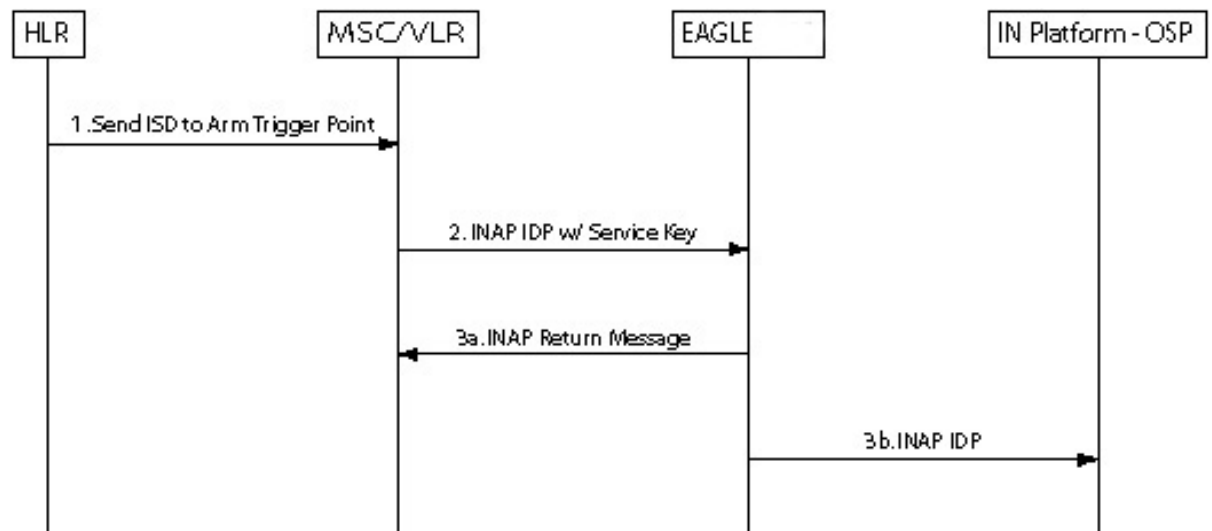 HLR
MSC/VLR
EAGLE
IN Platform - OSP
1.Send ISD to Arm Trigger Point
2. INAP IDP w/ Service Key
3a.INAP Return Message
3b.INAP IDP